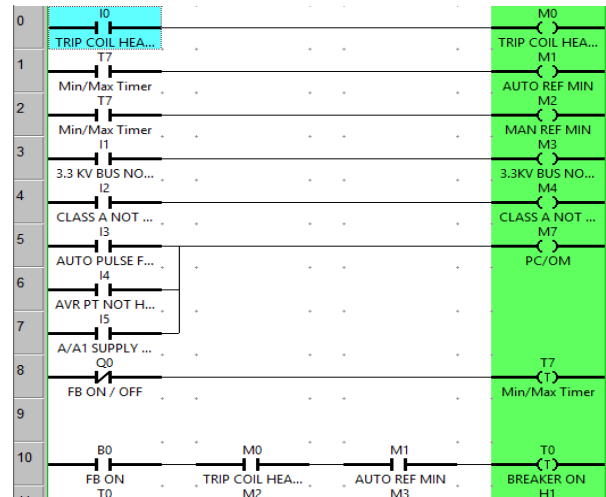 0 I0 M0
TRIP COIL HEA... TRIP COIL HEA...
1 T7 M1
Min/Max Timer AUTO REF MIN
2 T7 M2
Min/Max Timer MAN REF MIN
3 I1 M3
3.3 KV BUS NO... 3.3KV BUS NO...
4 I2 M4
CLASS A NOT ... CLASS A NOT ...
5 I3 M7
AUTO PULSE F... PC/OM
6 I4
AVR PT NOT H...
7 I5
A/A1 SUPPLY ...
8 Q0 T7
T
FB ON / OFF Min/Max Timer
9
10 B0 M0 M1 T0
T
FB ON TRIP COIL HEA... AUTO REF MIN BREAKER ON
T0 M2 M3 H1